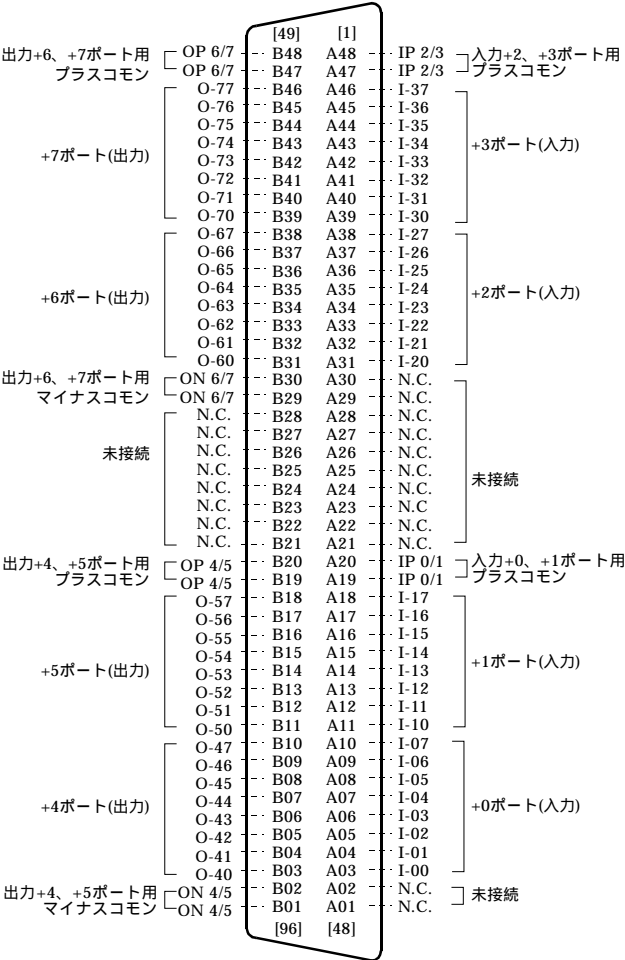 [49] [1]
出力+6、+7ポート用 プラスコモン OP 6/7 B48 A48 IP 2/3 入力+2、+3ポート用 プラスコモン
OP 6/7 B47 A47 IP 2/3
O-77 B46 A46 I-37
O-76 B45 A45 I-36
O-75 B44 A44 I-35
+7ポート(出力) O-74 B43 A43 I-34 +3ポート(入力)
O-73 B42 A42 I-33
O-72 B41 A41 I-32
O-71 B40 A40 I-31
O-70 B39 A39 I-30
O-67 B38 A38 I-27
O-66 B37 A37 I-26
O-65 B36 A36 I-25
+6ポート(出力) O-64 B35 A35 I-24 +2ポート(入力)
O-63 B34 A34 I-23
O-62 B33 A33 I-22
O-61 B32 A32 I-21
O-60 B31 A31 I-20
出力+6、+7ポート用 マイナスコモン ON 6/7 B30 A30 N.C.
ON 6/7 B29 A29 N.C.
N.C. B28 A28 N.C.
N.C. B27 A27 N.C.
未接続 N.C. B26 A26 N.C.
N.C. B25 A25 N.C. 未接続
N.C. B24 A24 N.C.
N.C. B23 A23 N.C
N.C. B22 A22 N.C.
N.C. B21 A21 N.C.
出力+4、+5ポート用 プラスコモン OP 4/5 B20 A20 IP 0/1 入力+0、+1ポート用 プラスコモン
OP 4/5 B19 A19 IP 0/1
O-57 B18 A18 I-17
O-56 B17 A17 I-16
O-55 B16 A16 I-15
O-54 B15 A15 I-14
+5ポート(出力) O-53 B14 A14 I-13 +1ポート(入力)
O-52 B13 A13 I-12
O-51 B12 A12 I-11
O-50 B11 A11 I-10
O-47 B10 A10 I-07
O-46 B09 A09 I-06
O-45 B08 A08 I-05
+4ポート(出力) O-44 B07 A07 I-04 +0ポート(入力)
O-43 B06 A06 I-03
O-42 B05 A05 I-02
O-41 B04 A04 I-01
O-40 B03 A03 I-00
出力+4、+5ポート用 マイナスコモン ON 4/5 B02 A02 N.C. 未接続
ON 4/5 B01 A01 N.C.
[96] [48]